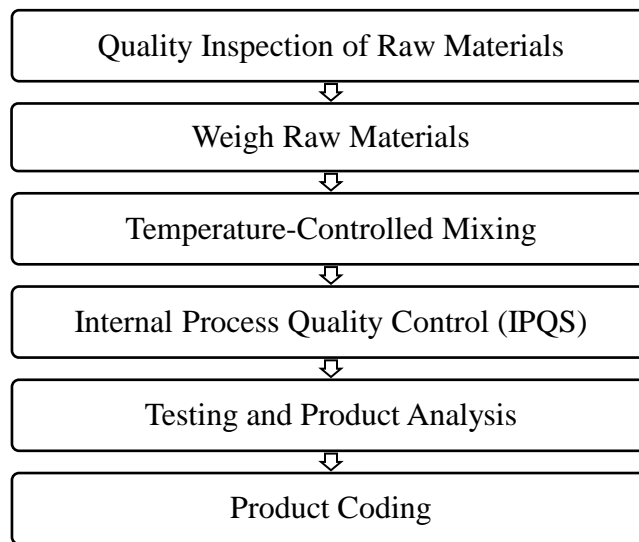 Quality Inspection of Raw Materials
Weigh Raw Materials
Temperature-Controlled Mixing
Internal Process Quality Control (IPQS)
Testing and Product Analysis
Product Coding